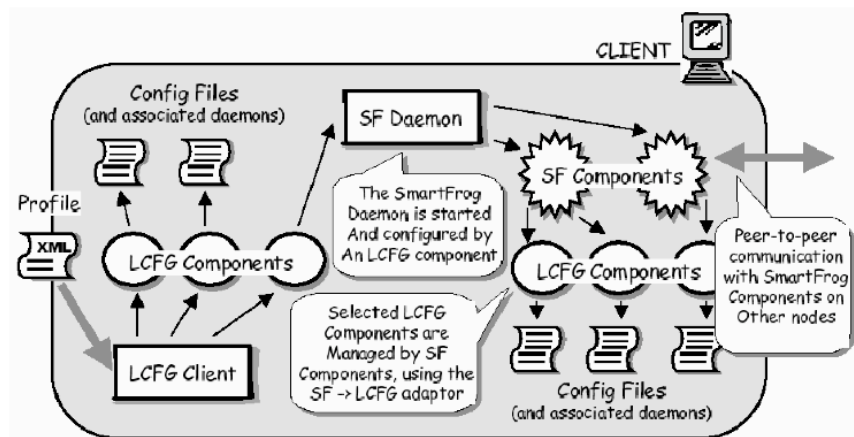 CLIENT
Config Files
(and associated daemons)
SF Daemon
SF Components
Profile
XML
LCFG Components
The SmartFrog
Daemon is started
And configured by
An LCFG component
LCFG Components
Peer-to-peer
communication
with SmartFrog
Components on
Other nodes
LCFG Client
Selected LCFG
Components are
Managed by SF
Components, using the
SF -> LCFG adaptor
Config Files
(and associated daemons)